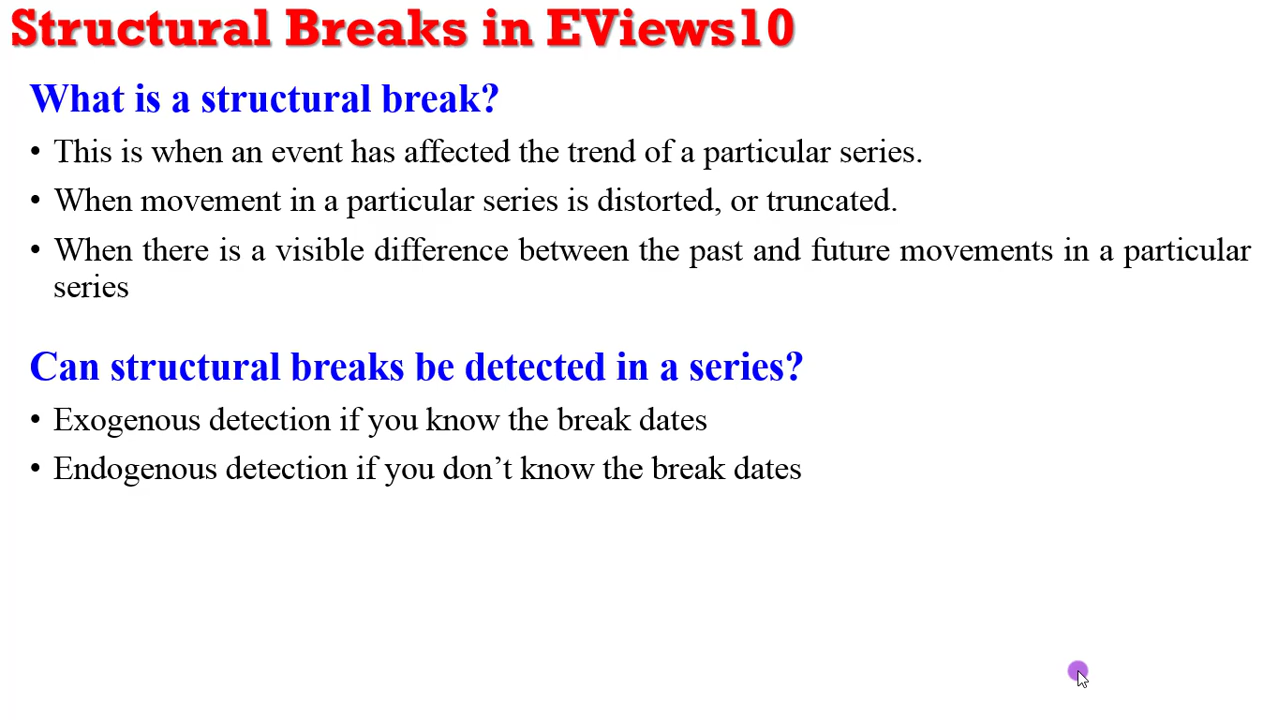 Structural Breaks in EViews10
What is a structural break?
• This is when an event has affected the trend of a particular series.
• When movement in a particular series is distorted, or truncated.
• When there is a visible difference between the past and future movements in a particular
series
Can structural breaks be detected in a series?
• Exogenous detection if you know the break dates
• Endogenous detection if you don’t know the break dates